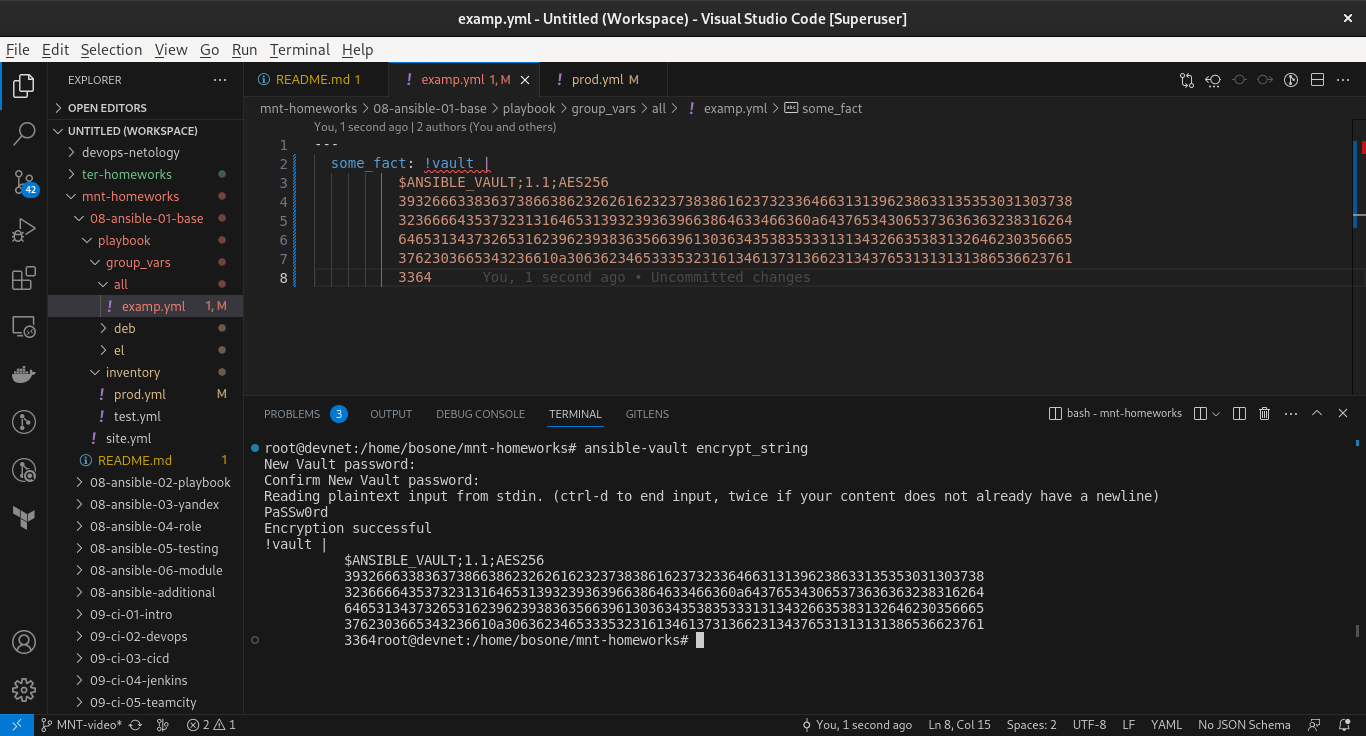 examp.yml - Untitled (Workspace) - Visual Studio Code [Superuser]
File Edit Selection View Go Run Terminal Help
EXPLORER
OPEN EDITORS
UNTITLED (WORKSPACE)
devops-netology
ter-homeworks
mnt-homeworks
08-ansible-01-base
playbook
group_vars
all
! examp.yml 1, M
deb
el
inventory
! prod.yml M
! test.yml
! site.yml
README.md 1
08-ansible-02-playbook
08-ansible-03-yandex
08-ansible-04-role
08-ansible-05-testing
08-ansible-06-module
08-ansible-additional
09-ci-01-intro
09-ci-02-devops
09-ci-03-cicd
09-ci-04-jenkins
09-ci-05-teamcity
42
README.md 1 ! examp.yml 1, M ! prod.yml M
mnt-homeworks > 08-ansible-01-base > playbook > group_vars > all > ! examp.yml > some_fact
You, 1 second ago | 2 authors (You and others)
1 ---
2 some_fact: !vault |
3 $ANSIBLE_VAULT;1.1;AES256
4
5
6
7
8 3364 You, 1 second ago • Uncommitted changes
PROBLEMS 3 OUTPUT DEBUG CONSOLE TERMINAL GITLENS bash - mnt-homeworks
root@devnet:/home/bosone/mnt-homeworks# ansible-vault encrypt_string
New Vault password:
Confirm New Vault password:
Reading plaintext input from stdin. (ctrl-d to end input, twice if your content does not already have a newline)
PaSSw0rd
Encryption successful
!vault |
$ANSIBLE_VAULT;1.1;AES256
3364root@devnet:/home/bosone/mnt-homeworks#
MNT-video* 2 1 You, 1 second ago Ln 8, Col 15 Spaces: 2 UTF-8 LF YAML No JSON Schema